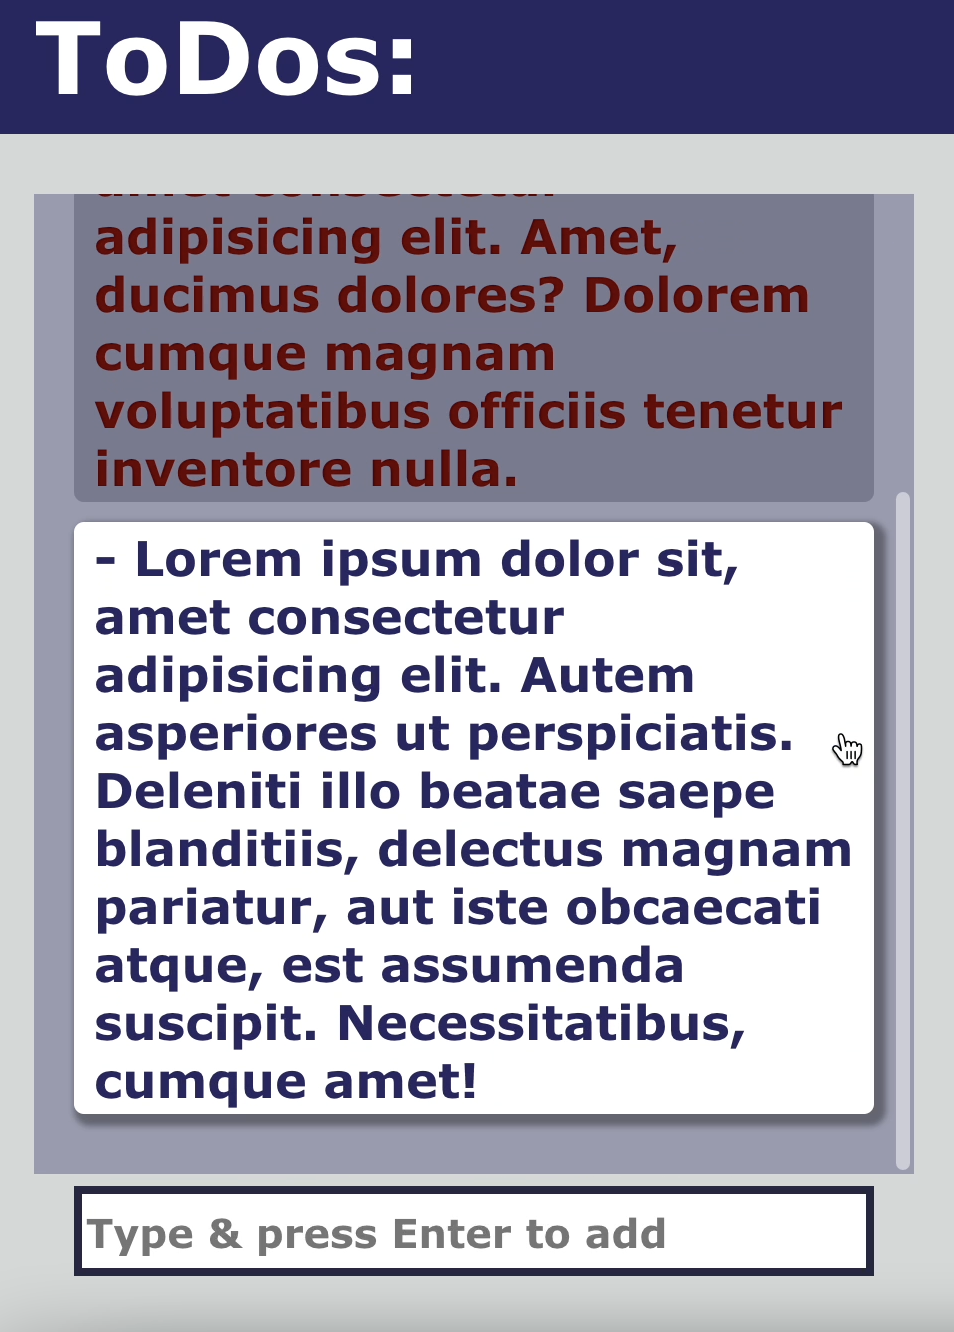 ToDos:
adipisicing elit. Amet,
ducimus dolores? Dolorem
cumque magnam
voluptatibus officiis tenetur
inventore nulla.
- Lorem ipsum dolor sit,
amet consectetur
adipisicing elit. Autem
asperiores ut perspiciatis.
Deleniti illo beatae saepe
blanditiis, delectus magnam
pariatur, aut iste obcaecati
atque, est assumenda
suscipit. Necessitatibus,
cumque amet!
Type & press Enter to add